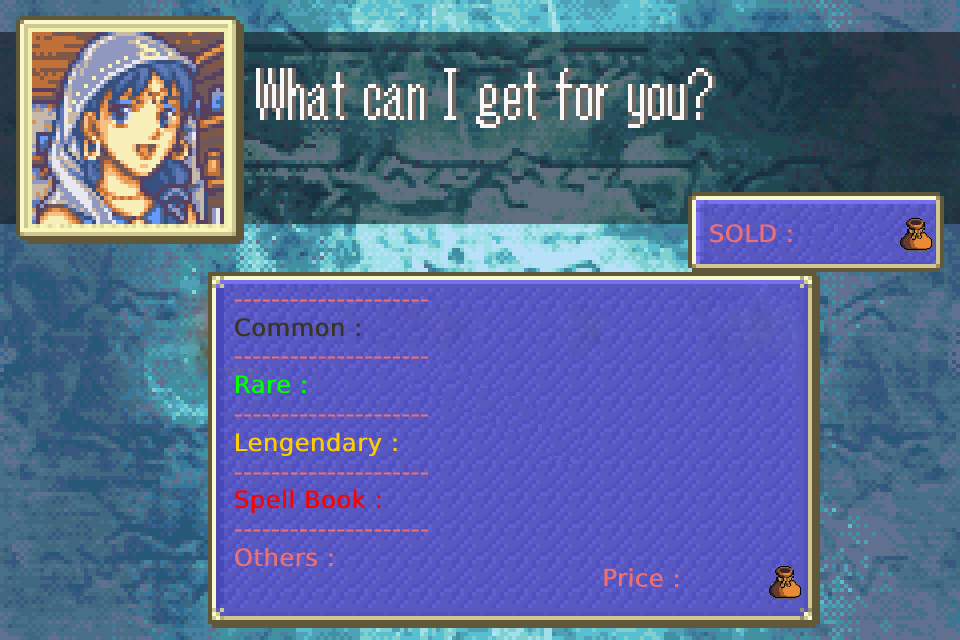 What can I get for you?
SOLD :
---------------------
Common :
---------------------
Rare :
---------------------
Lengendary :
---------------------
Spell Book :
---------------------
Others :
Price :